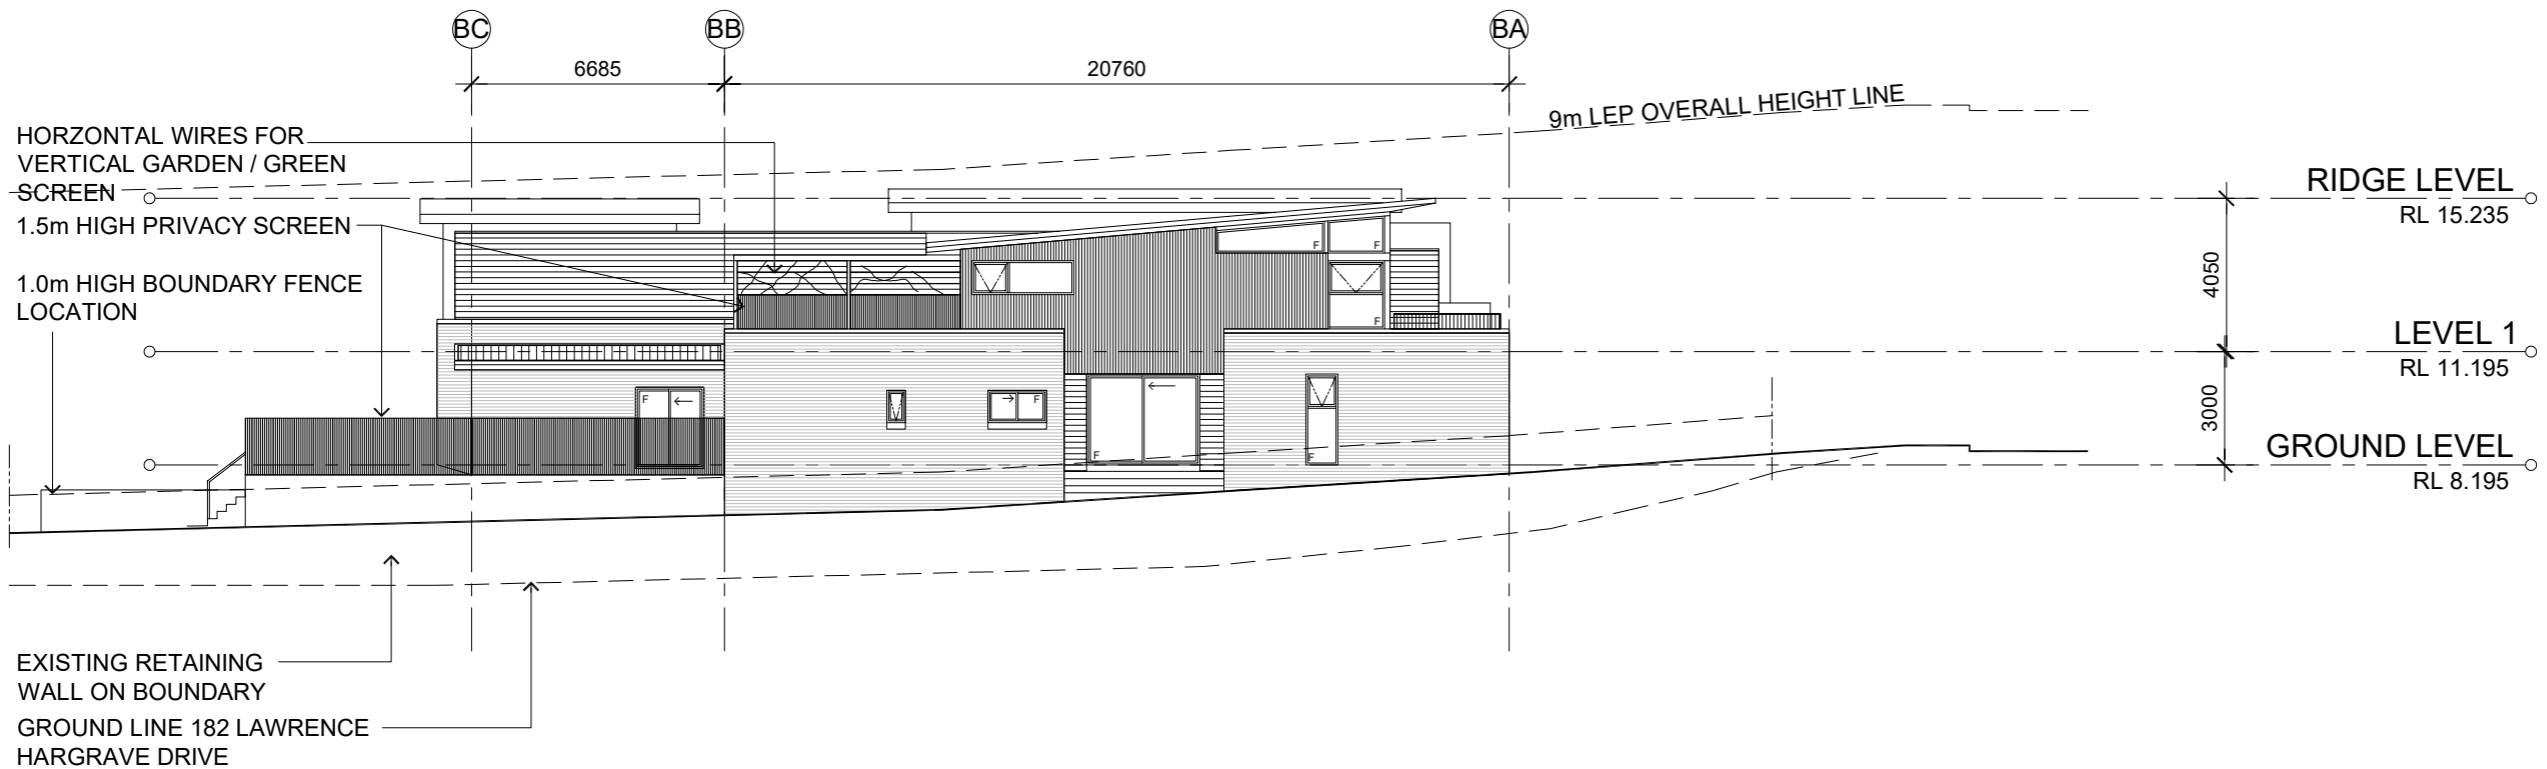 BC
BB
BA
6685
20760
9m LEP OVERALL HEIGHT LINE
HORZONTAL WIRES FOR
VERTICAL GARDEN / GREEN
SCREEN
1.5m HIGH PRIVACY SCREEN
1.0m HIGH BOUNDARY FENCE
LOCATION
RIDGE LEVEL
RL 15.235
4050
LEVEL 1
RL 11.195
3000
GROUND LEVEL
RL 8.195
F
F
F
F
F
F
F
F
EXISTING RETAINING
WALL ON BOUNDARY
GROUND LINE 182 LAWRENCE
HARGRAVE DRIVE